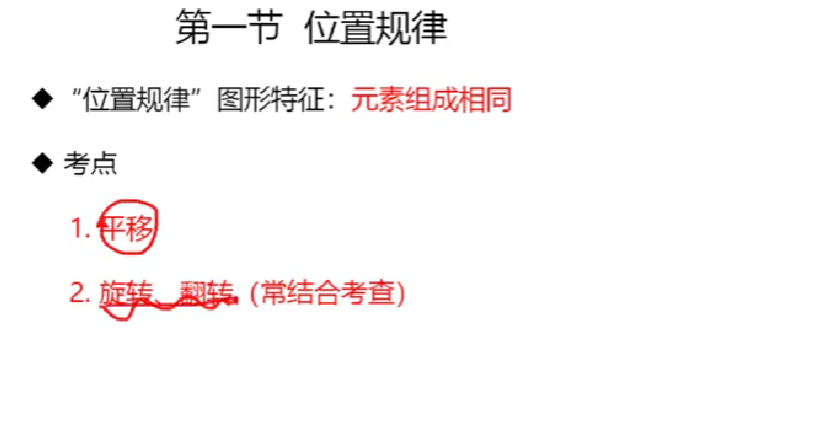 第一节 位置规律
◆ “位置规律”图形特征：元素组成相同
◆ 考点
1. 平移
2. 旋转、翻转（常结合考查）